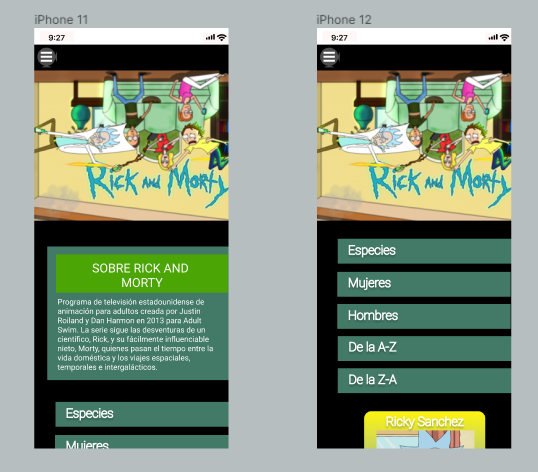 iPhone 11
9:27
RICK AND MORTY
SOBRE RICK AND
MORTY
Programa de televisión estadounidense de
animación para adultos creada por Justin
Roiland y Dan Harmon en 2013 para Adult
Swim. La serie sigue las desventuras de un
científico, Rick, y su fácilmente influenciable
nieto, Morty, quienes pasan el tiempo entre la
vida doméstica y los viajes espaciales,
temporales e intergalácticos.
Especies
Mujeres
iPhone 12
9:27
RICK AND MORTY
Especies
Mujeres
Hombres
De la A-Z
De la Z-A
Ricky Sanchez